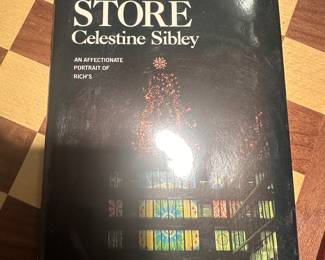 STORE
Celestine Sibley
AN AFFECTIONATE
PORTRAIT OF
RICH'S